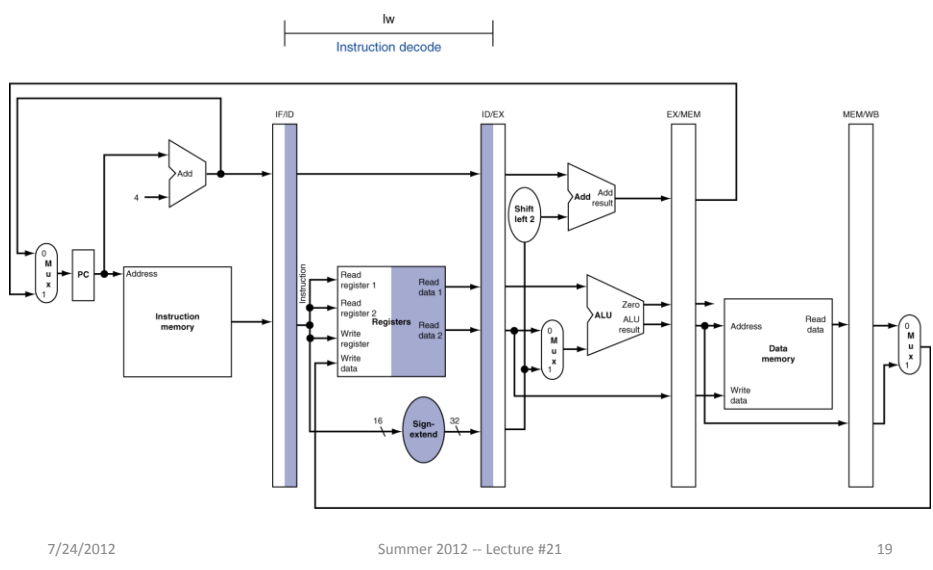 lw
Instruction decode
IF/ID
ID/EX
EX/MEM
MEM/WB
Add
4
Shift
left 2
Add
Add
result
0
M
u
x
1
PC
Address
Instruction
memory
Instruction
Read
register 1
Read
register 2
Write
register
Write
data
Registers
Read
data 1
Read
data 2
16
Sign-
extend
32
0
M
u
x
1
ALU
Zero
ALU
result
Address
Read
data
Data
memory
Write
data
0
M
u
x
1
7/24/2012
Summer 2012 -- Lecture #21
19